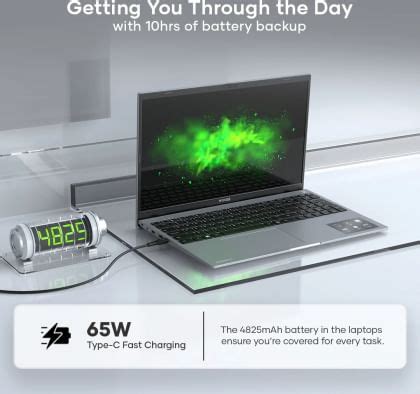 Getting You Through the Day
with 10hrs of battery backup
4825
65W
Type-C Fast Charging
The 4825mAh battery in the laptops
ensure you're covered for every task.